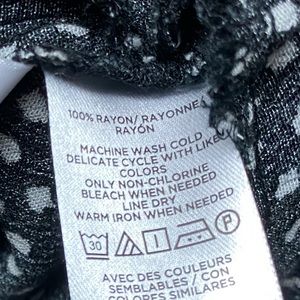 100% RAYON/ RAYONNE/
RAYÓN
MACHINE WASH COLD
DELICATE CYCLE WITH LIKE
COLORS
ONLY NON-CHLORINE
BLEACH WHEN NEEDED
LINE DRY
WARM IRON WHEN NEEDED
30 P
AVEC DES COULEURS
SEMBLABLES / CON
COLORES SIMILARES